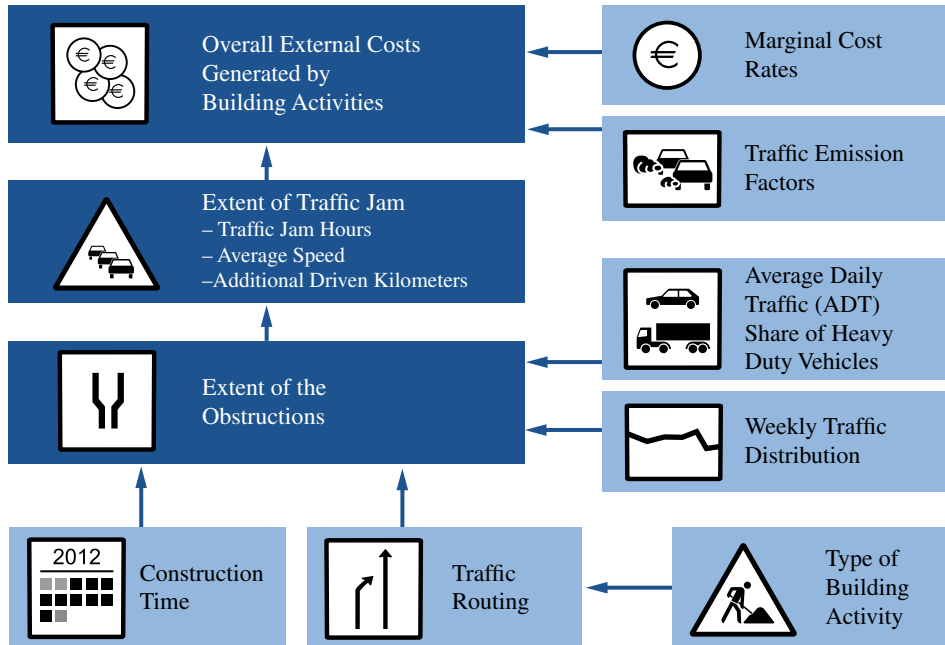 Overall External Costs
Generated by
Building Activities
€
€
€
€
€
Marginal Cost
Rates
Traffic Emission
Factors
Extent of Traffic Jam
– Traffic Jam Hours
– Average Speed
–Additional Driven Kilometers
Average Daily
Traffic (ADT)
Share of Heavy
Duty Vehicles
Extent of the
Obstructions
Weekly Traffic
Distribution
2012
Construction
Time
Traffic
Routing
Type of
Building
Activity